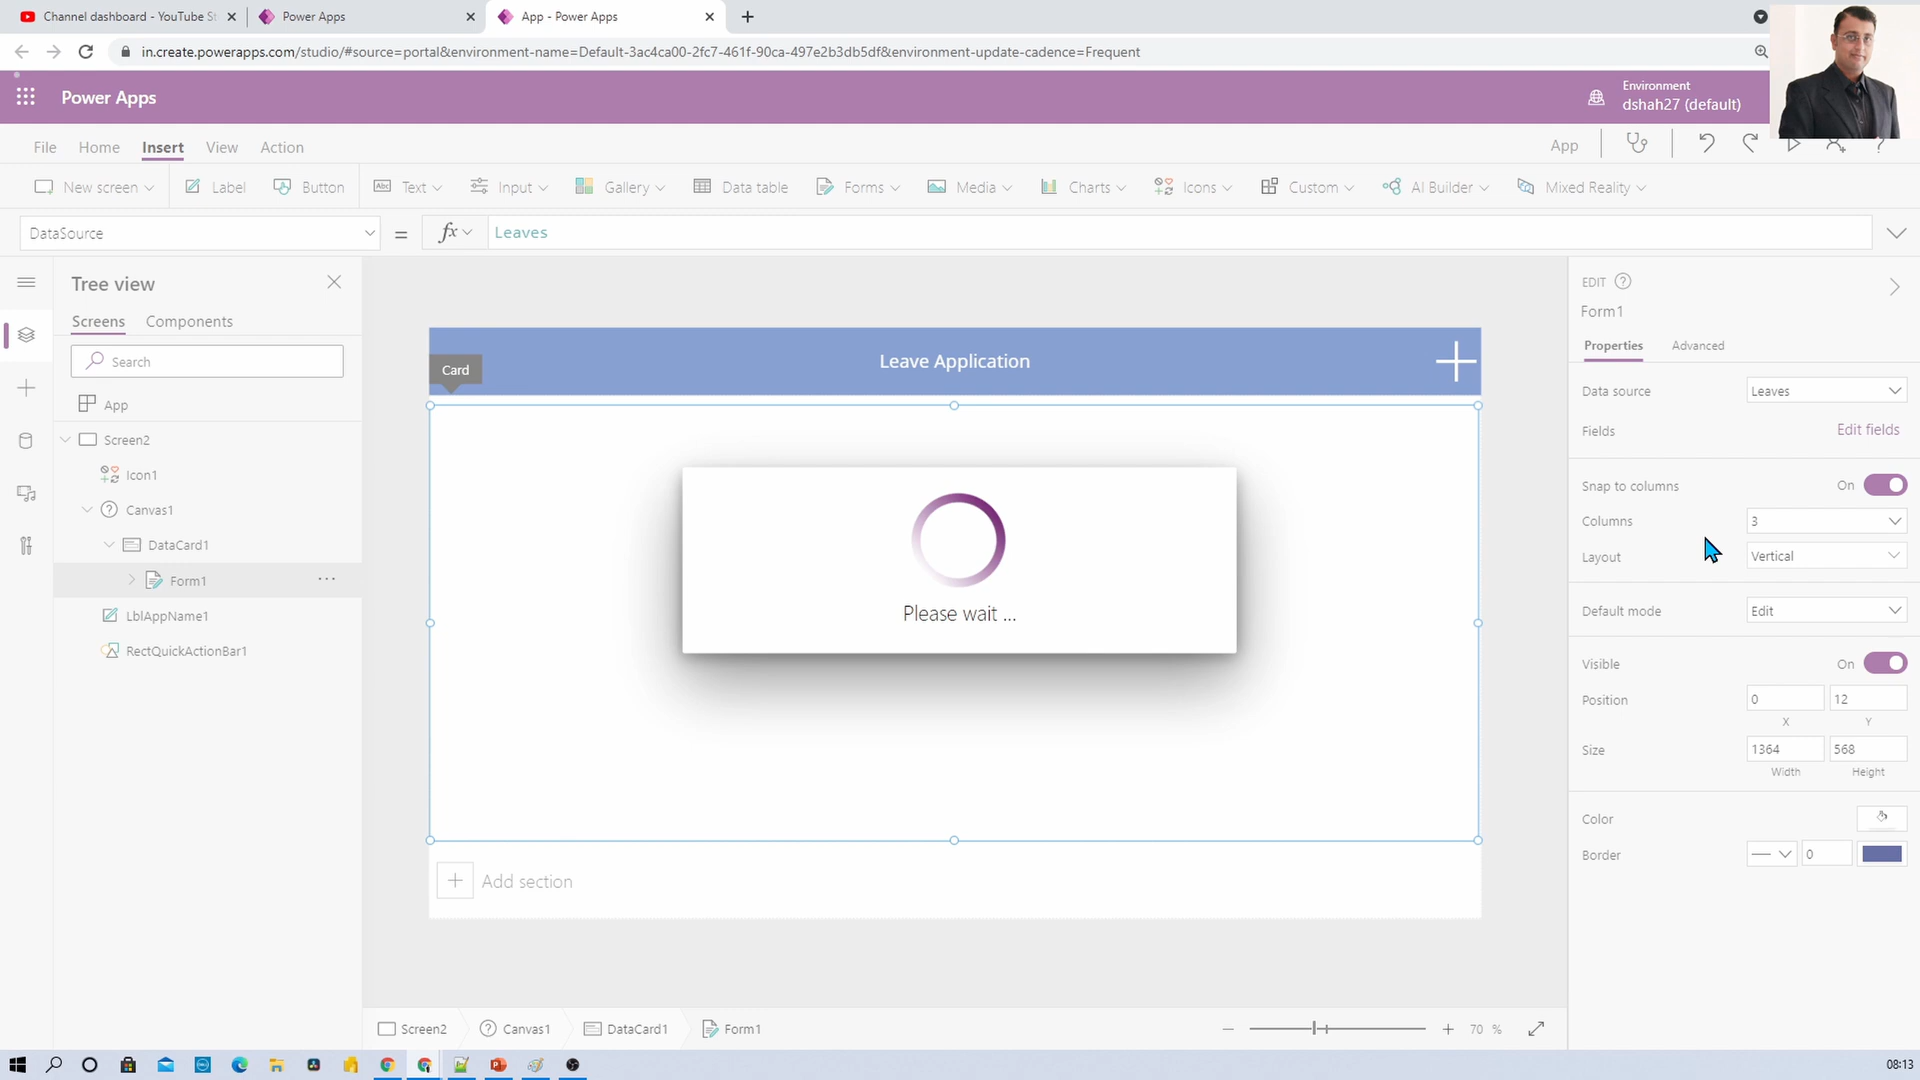 Channel dashboard - YouTube St
Power Apps
App - Power Apps
in.create.powerapps.com/studio/#source=portal&environment-name=Default-3ac4ca00-2fc7-461f-90ca-497e2b3db5df&environment-update-cadence=Frequent
Power Apps
Environment
dshah27 (default)
File Home Insert View Action
App
New screen Label Button Text Input Gallery Data table Forms Media Charts Icons Custom AI Builder Mixed Reality
DataSource = fx Leaves
Tree view
Screens Components
Search
App
Screen2
Icon1
Canvas1
DataCard1
Form1
LblAppName1
RectQuickActionBar1
Leave Application
Card
Please wait ...
Add section
EDIT
Form1
Properties Advanced
Data source Leaves
Fields Edit fields
Snap to columns On
Columns 3
Layout Vertical
Default mode Edit
Visible On
Position 0 12
X Y
Size 1364 568
Width Height
Color
Border 0
Screen2 Canvas1 DataCard1 Form1
70 %
08:13